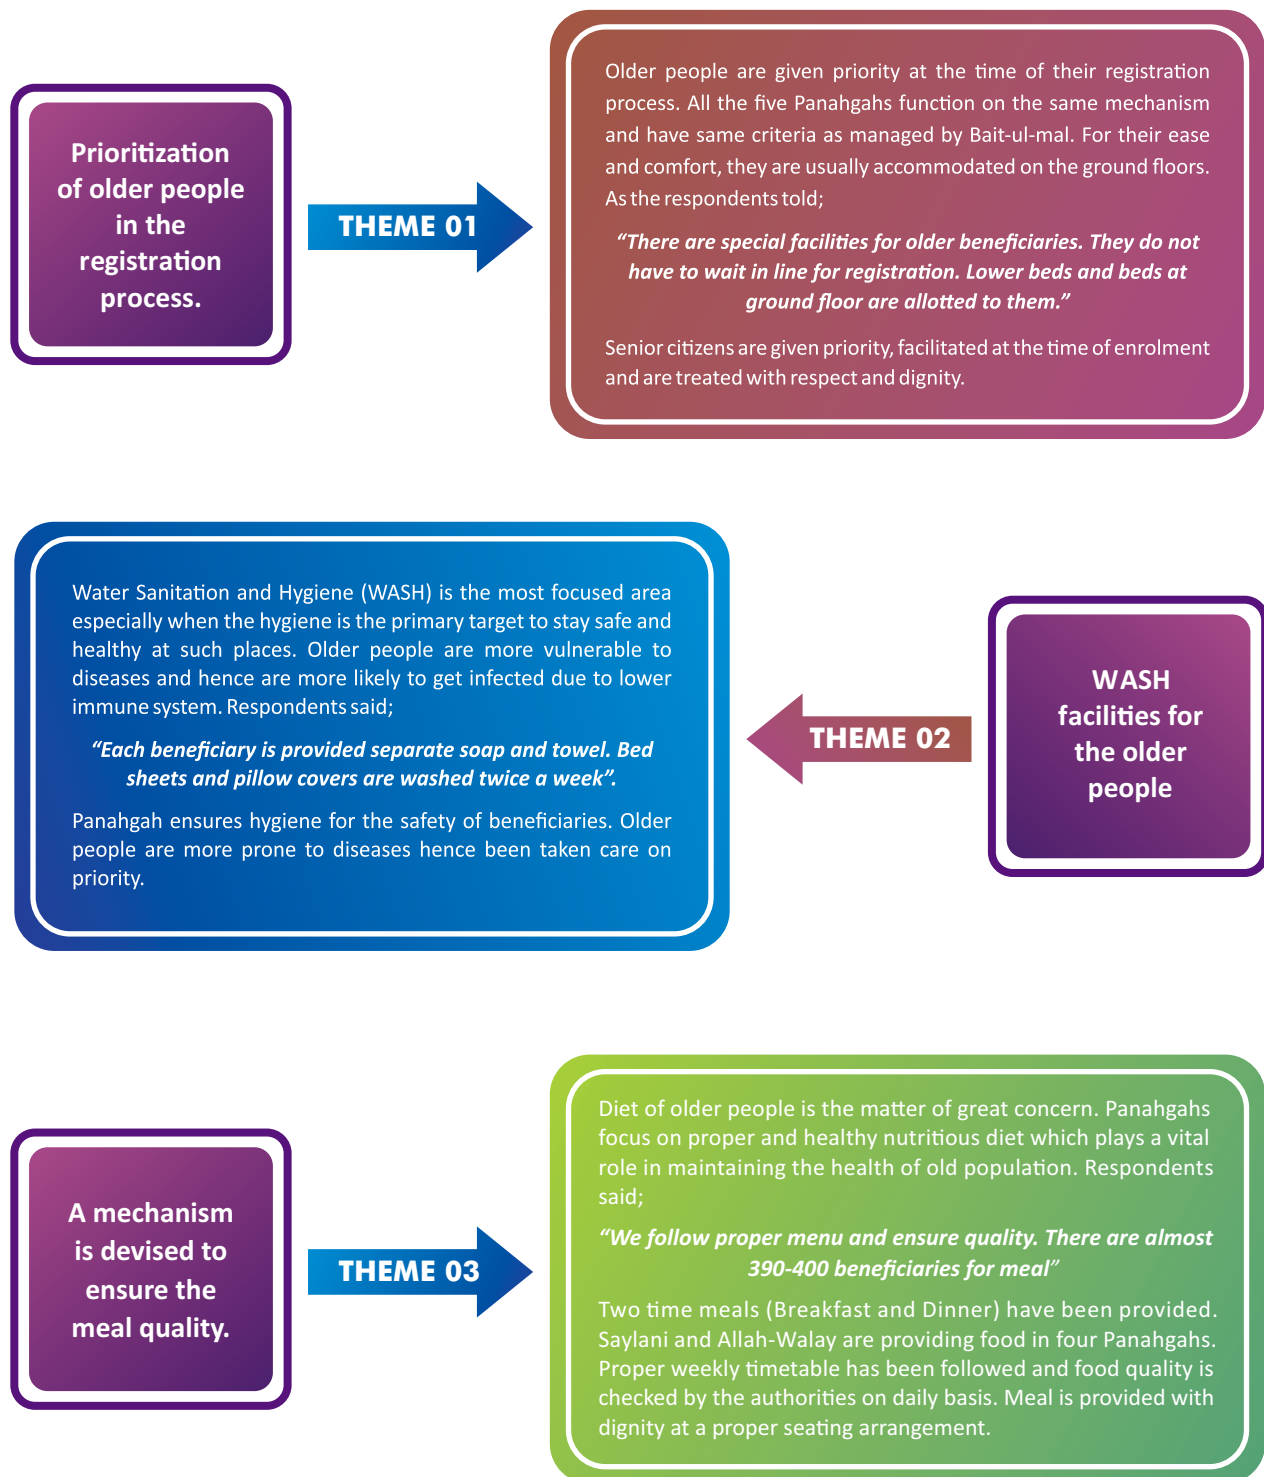 Prioritization
of older people
in the
registration
process.
THEME 01
Older people are given priority at the time of their registration
process. All the five Panahgahs function on the same mechanism
and have same criteria as managed by Bait-ul-mal. For their ease
and comfort, they are usually accommodated on the ground floors.
As the respondents told;
“There are special facilities for older beneficiaries. They do not
have to wait in line for registration. Lower beds and beds at
ground floor are allotted to them.”
Senior citizens are given priority, facilitated at the time of enrolment
and are treated with respect and dignity.
WASH
facilities for
the older
people
THEME 02
Water Sanitation and Hygiene (WASH) is the most focused area
especially when the hygiene is the primary target to stay safe and
healthy at such places. Older people are more vulnerable to
diseases and hence are more likely to get infected due to lower
immune system. Respondents said;
“Each beneficiary is provided separate soap and towel. Bed
sheets and pillow covers are washed twice a week”.
Panahgah ensures hygiene for the safety of beneficiaries. Older
people are more prone to diseases hence been taken care on
priority.
A mechanism
is devised to
ensure the
meal quality.
THEME 03
Diet of older people is the matter of great concern. Panahgahs
focus on proper and healthy nutritious diet which plays a vital
role in maintaining the health of old population. Respondents
said;
“We follow proper menu and ensure quality. There are almost
390-400 beneficiaries for meal”
Two time meals (Breakfast and Dinner) have been provided.
Saylani and Allah-Walay are providing food in four Panahgahs.
Proper weekly timetable has been followed and food quality is
checked by the authorities on daily basis. Meal is provided with
dignity at a proper seating arrangement.